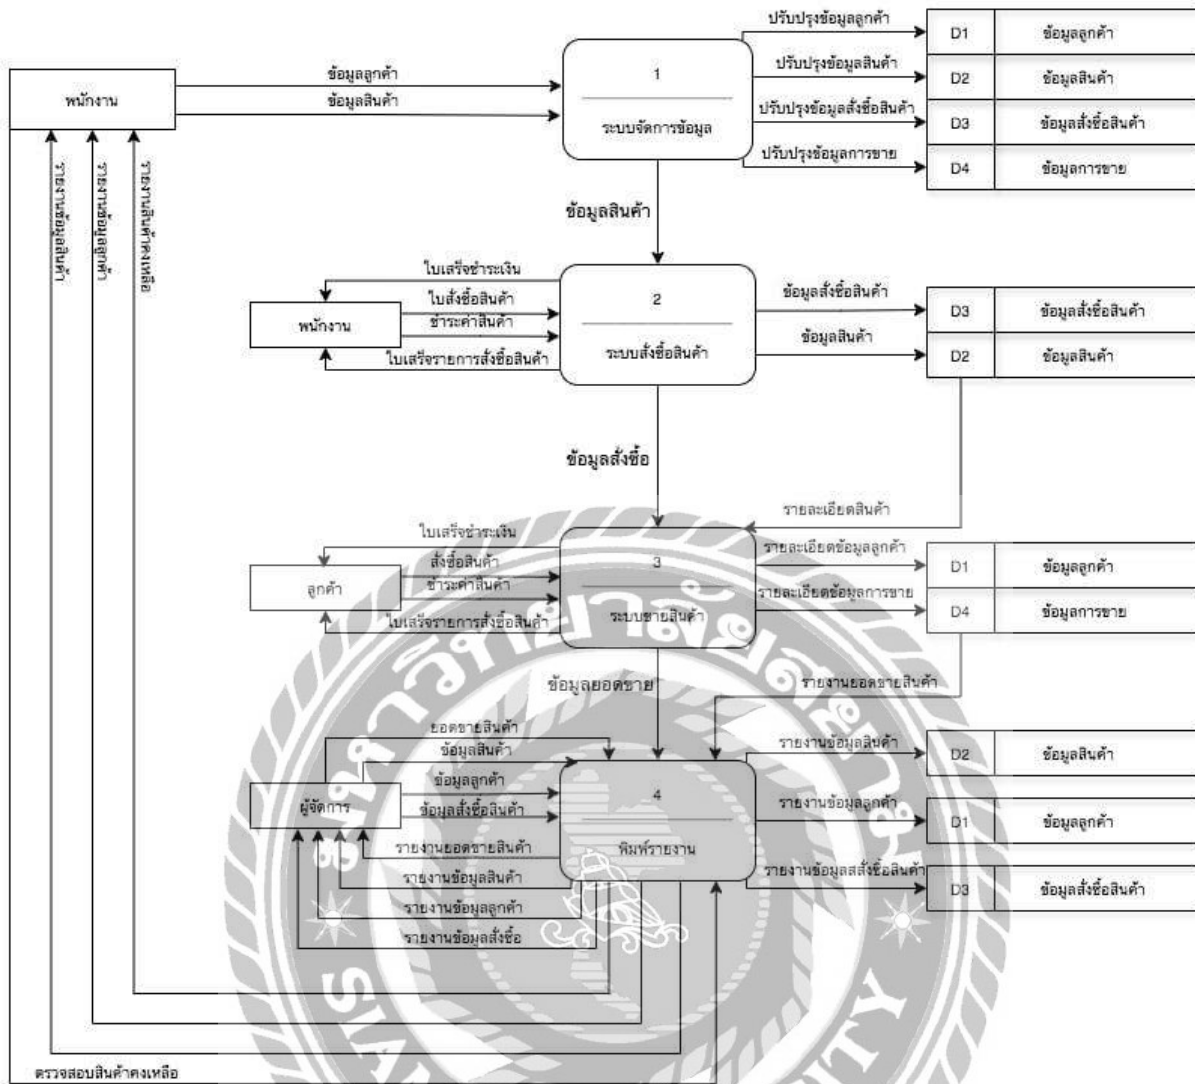 ปรับปรุงข้อมูลลูกค้า
D1 ข้อมูลลูกค้า
พนักงาน
ข้อมูลลูกค้า
1
ปรับปรุงข้อมูลสินค้า
D2 ข้อมูลสินค้า
ข้อมูลสินค้า
ระบบจัดการข้อมูล
ปรับปรุงข้อมูลสั่งซื้อสินค้า
D3 ข้อมูลสั่งซื้อสินค้า
ปรับปรุงข้อมูลการขาย
D4 ข้อมูลการขาย
รายงานข้อมูลสินค้า
รายงานข้อมูลลูกค้า
รายงานสินค้าคงเหลือ
ข้อมูลสินค้า
ใบเสร็จชำระเงิน
ใบสั่งซื้อสินค้า
พนักงาน
ชำระค่าสินค้า
ใบเสร็จรายการสั่งซื้อสินค้า
2
ระบบสั่งซื้อสินค้า
ข้อมูลสั่งซื้อสินค้า
D3 ข้อมูลสั่งซื้อสินค้า
ข้อมูลสินค้า
D2 ข้อมูลสินค้า
ข้อมูลสั่งซื้อ
รายละเอียดสินค้า
ใบเสร็จชำระเงิน
สั่งซื้อสินค้า
ลูกค้า
ชำระค่าสินค้า
ใบเสร็จรายการสั่งซื้อสินค้า
3
ระบบขายสินค้า
รายละเอียดข้อมูลลูกค้า
D1 ข้อมูลลูกค้า
รายละเอียดข้อมูลการขาย
D4 ข้อมูลการขาย
ข้อมูลยอดขาย
รายงานยอดขายสินค้า
ยอดขายสินค้า
ข้อมูลสินค้า
ข้อมูลลูกค้า
ผู้จัดการ
ข้อมูลสั่งซื้อสินค้า
รายงานยอดขายสินค้า
รายงานข้อมูลสินค้า
รายงานข้อมูลลูกค้า
รายงานข้อมูลสั่งซื้อ
4
พิมพ์รายงาน
รายงานข้อมูลสินค้า
D2 ข้อมูลสินค้า
รายงานข้อมูลลูกค้า
D1 ข้อมูลลูกค้า
รายงานข้อมูลสสั่งซื้อสินค้า
D3 ข้อมูลสั่งซื้อสินค้า
ตรวจสอบสินค้าคงเหลือ